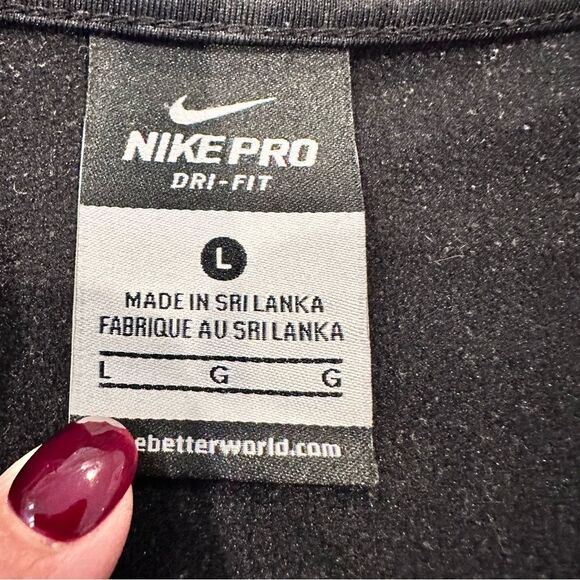 NIKE PRO
DRI-FIT
L
MADE IN SRI LANKA
FABRIQUE AU SRI LANKA
L G G
ebetterworld.com